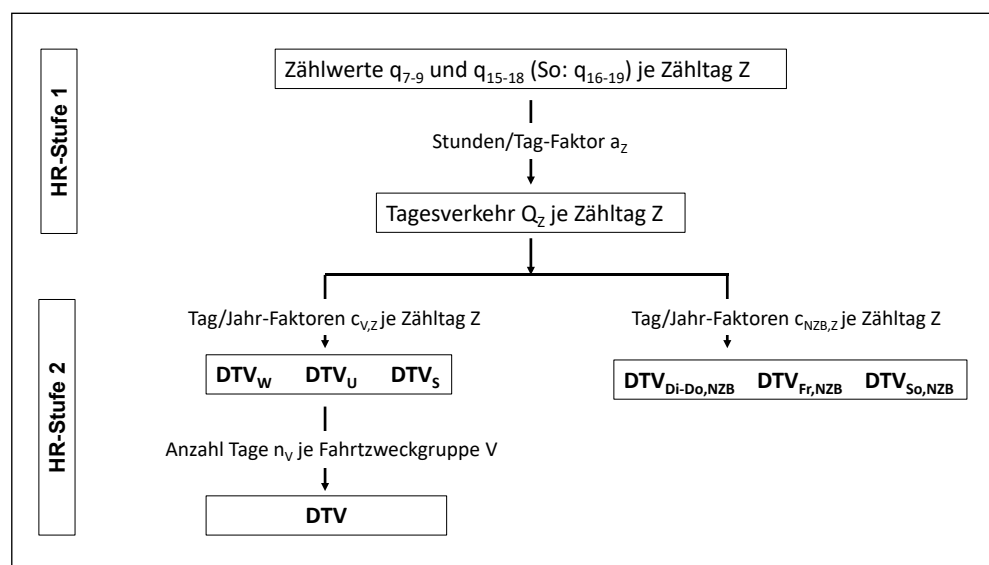 HR-Stufe 1
Zählwerte q7-9 und q15-18 (So: q16-19) je Zähltag Z
Stunden/Tag-Faktor aZ
Tagesverkehr QZ je Zähltag Z
HR-Stufe 2
Tag/Jahr-Faktoren cV,Z je Zähltag Z
Tag/Jahr-Faktoren cNZB,Z je Zähltag Z
DTVW DTVU DTVS
DTVDi-Do,NZB DTVFr,NZB DTVSo,NZB
Anzahl Tage nV je Fahrtzweckgruppe V
DTV